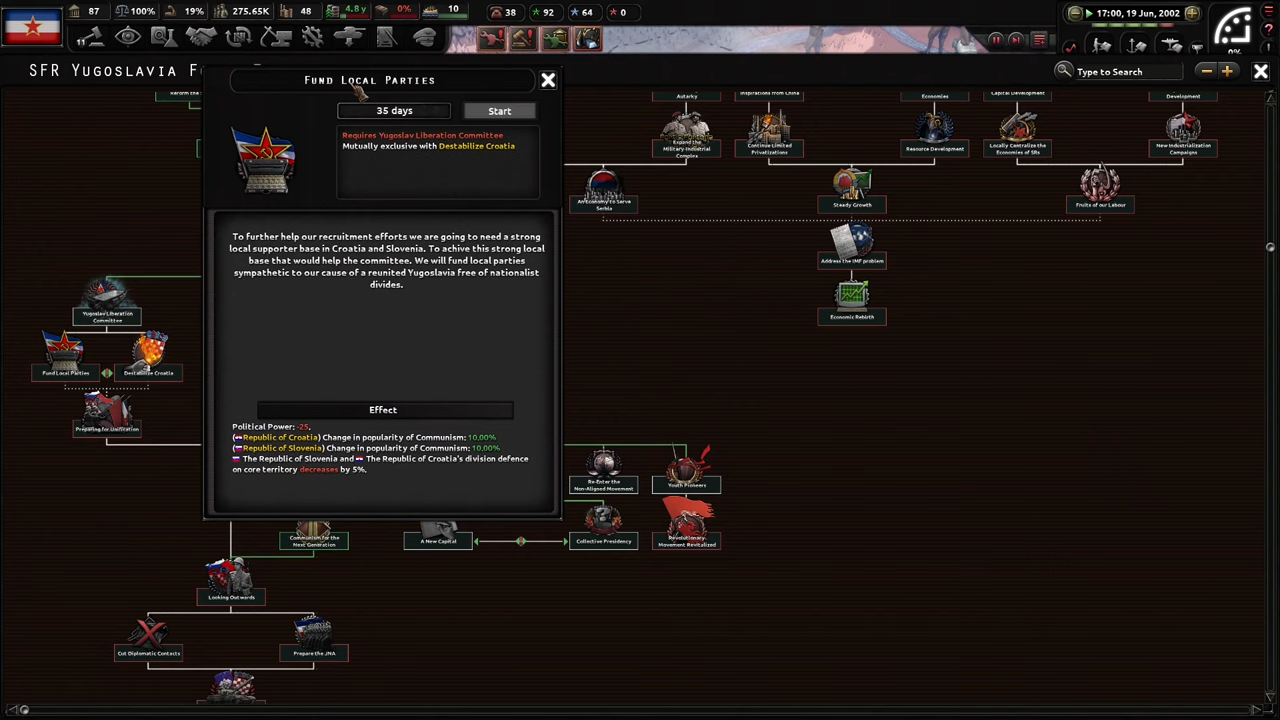 87
100%
19%
275.65K
48
4.8 y
0%
10
38
92
64
0
17:00, 19 Jun, 2002
0%
SFR Yugoslavia F
Type to Search
Fund Local Parties
35 days
Start
Requires Yugoslav Liberation Committee
Mutually exclusive with Destabilize Croatia
To further help our recruitment efforts we are going to need a strong
local supporter base in Croatia and Slovenia. To achive this strong local
base that would help the committee. We will fund local parties
sympathetic to our cause of a reunited Yugoslavia free of nationalist
divides.
Effect
Political Power: -25.
(Republic of Croatia) Change in popularity of Communism: 10,00%
(Republic of Slovenia) Change in popularity of Communism: 10,00%
The Republic of Slovenia and The Republic of Croatia's division defence
on core territory decreases by 5%.
Autarky
Inspirations from China
Economies
Capital Development
Development
Expand the
Military-Industrial
Complex
Continue Limited
Privatizations
Resource Development
Locally Centralize the
Economies of SRs
New Industrialization
Campaigns
An Economy to Serve
Serbia
Steady Growth
Fruits of our Labour
Address the IMF problem
Economic Rebirth
Yugoslav Liberation
Committee
Fund Local Parties
Destabilize Croatia
Preparing for Unification
Re-Enter the
Non-Aligned Movement
Youth Pioneers
Communism for the
Next Generation
A New Capital
Collective Presidency
Revolutionary
Movement Revitalized
Looking Outwards
Cut Diplomatic Contacts
Prepare the JNA